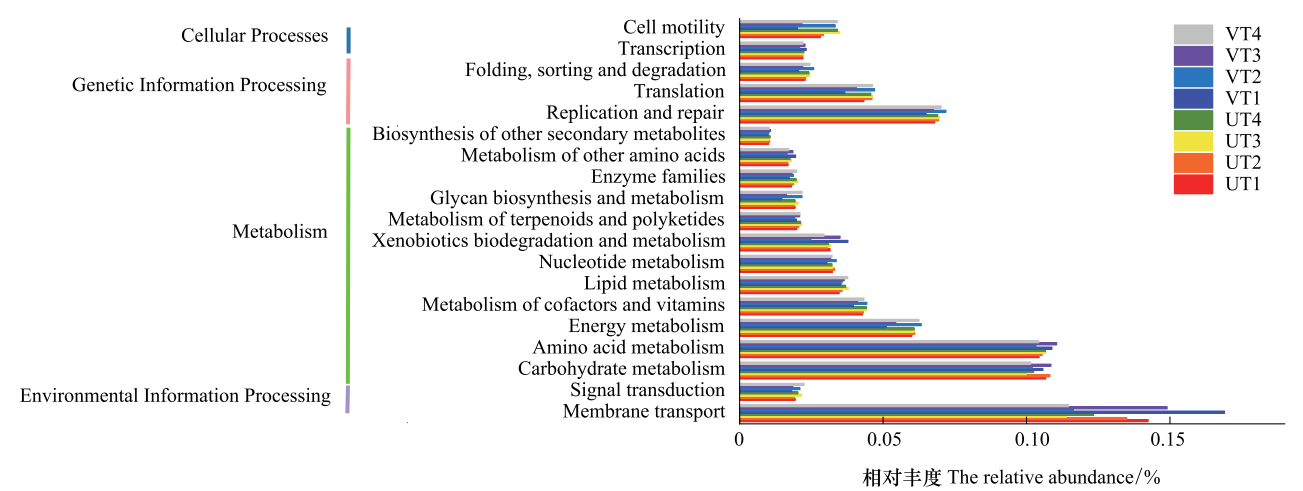 Cellular Processes
Genetic Information Processing
Metabolism
Environmental Information Processing
Cell motility
Transcription
Folding, sorting and degradation
Translation
Replication and repair
Biosynthesis of other secondary metabolites
Metabolism of other amino acids
Enzyme families
Glycan biosynthesis and metabolism
Metabolism of terpenoids and polyketides
Xenobiotics biodegradation and metabolism
Nucleotide metabolism
Lipid metabolism
Metabolism of cofactors and vitamins
Energy metabolism
Amino acid metabolism
Carbohydrate metabolism
Signal transduction
Membrane transport
VT4
VT3
VT2
VT1
UT4
UT3
UT2
UT1
0 0.05 0.10 0.15
相对丰度 The relative abundance/%